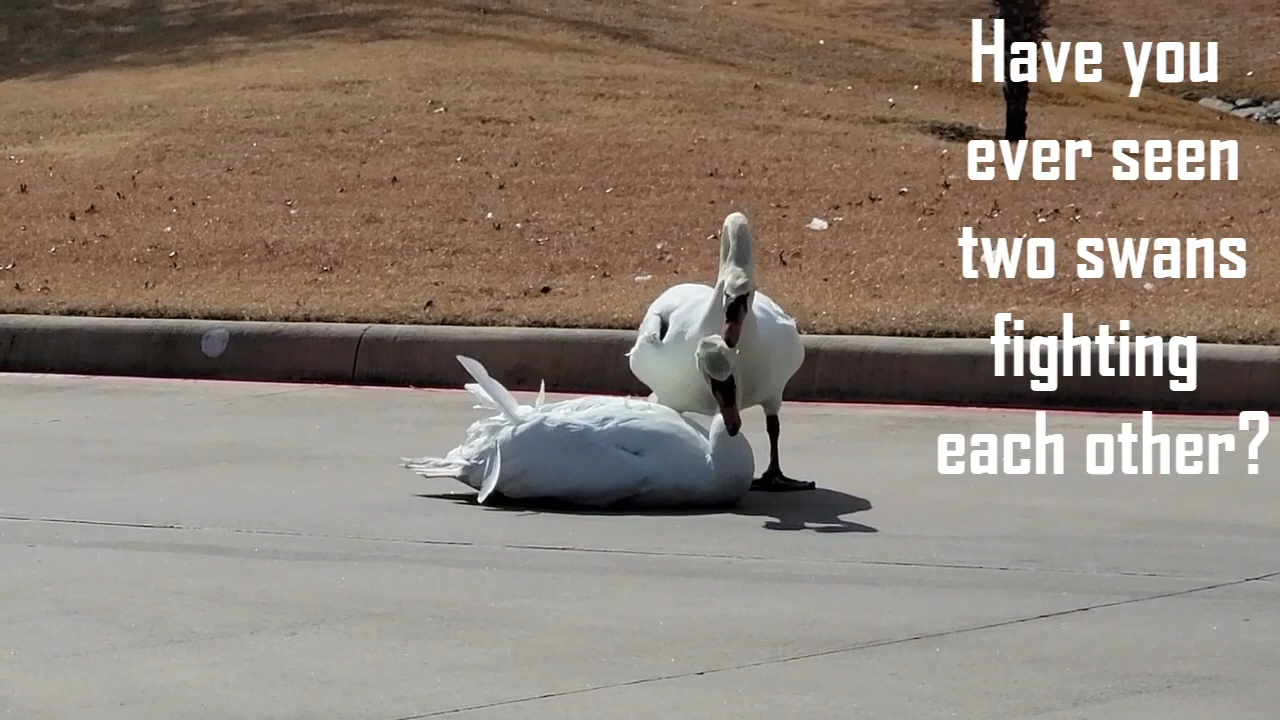 Have you
ever seen
two swans
fighting
each other?